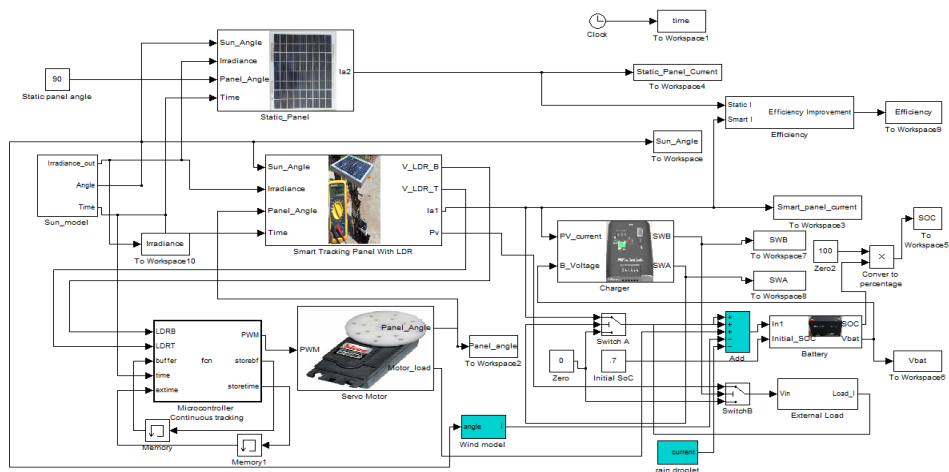 Clock
time
To Workspace1
Sun_Angle
Irradiance
Panel_Angle
Time
Ia2
Static_Panel
90
Static panel angle
Static_Panel_Current
To Workspace4
Static I
Smart I
Efficiency Improvement
Efficiency
Efficiency
To Workspace9
Sun_Angle
To Workspace
Irradiance_out
Angle
Time
Sun_model
Irradiance
To Workspace10
Sun_Angle
Irradiance
Panel_Angle
Time
V_LDR_B
V_LDR_T
Ia1
Pv
Smart Tracking Panel With LDR
Smart_panel_current
To Workspace3
PV_current
B_Voltage
SWB
SWA
Charger
SWB
To Workspace7
SWA
To Workspace8
100
Zero2
Conver to
percentage
SOC
To
Workspace5
LDRB
LDRT
buffer
time
extime
fcn
PWM
storebf
storetime
Microcontroller
Continuous tracking
Memory
Memory1
PWM
Panel_Angle
Motor_load
Servo Motor
Panel_angle
To Workspace2
Switch A
0
Zero
.7
Initial SoC
Add
In1
Initial_SOC
SOC
Vbat
Battery
Vbat
To Workspace6
SwitchB
Vin
Load_I
External Load
angle
I
Wind model
current
rain droplet